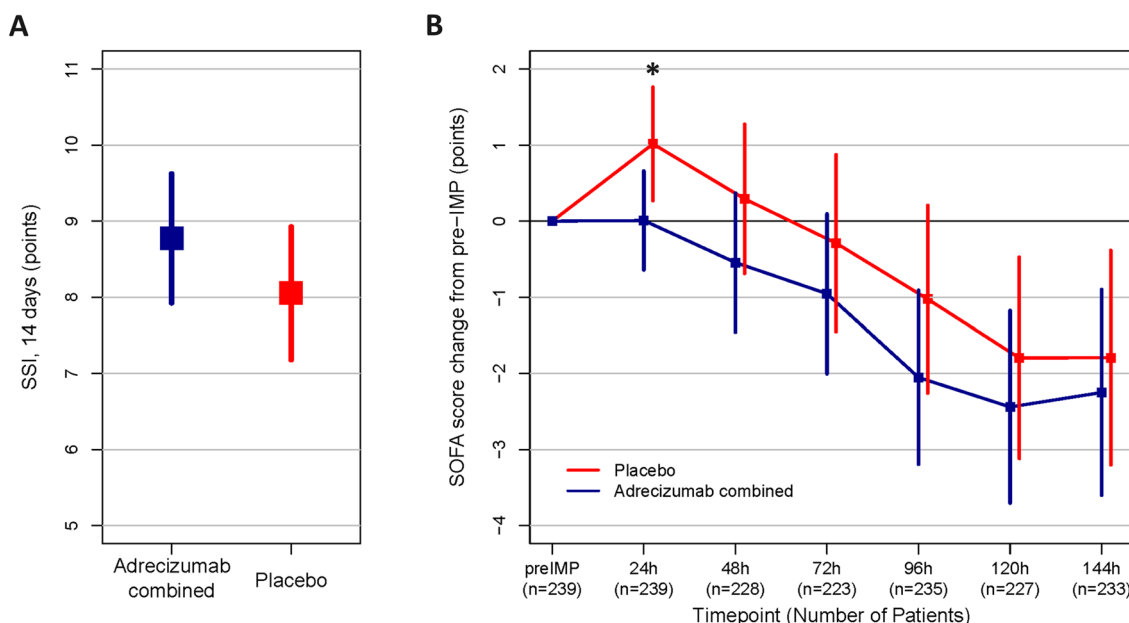 A
SSI, 14 days (points)
11
10
9
8
7
6
5
Adrecizumab
combined
Placebo
B
SOFA score change from pre-IMP (points)
2
1
0
-1
-2
-3
-4
*
Placebo
Adrecizumab combined
preIMP 24h 48h 72h 96h 120h 144h
(n=239) (n=239) (n=228) (n=223) (n=235) (n=227) (n=233)
Timepoint (Number of Patients)